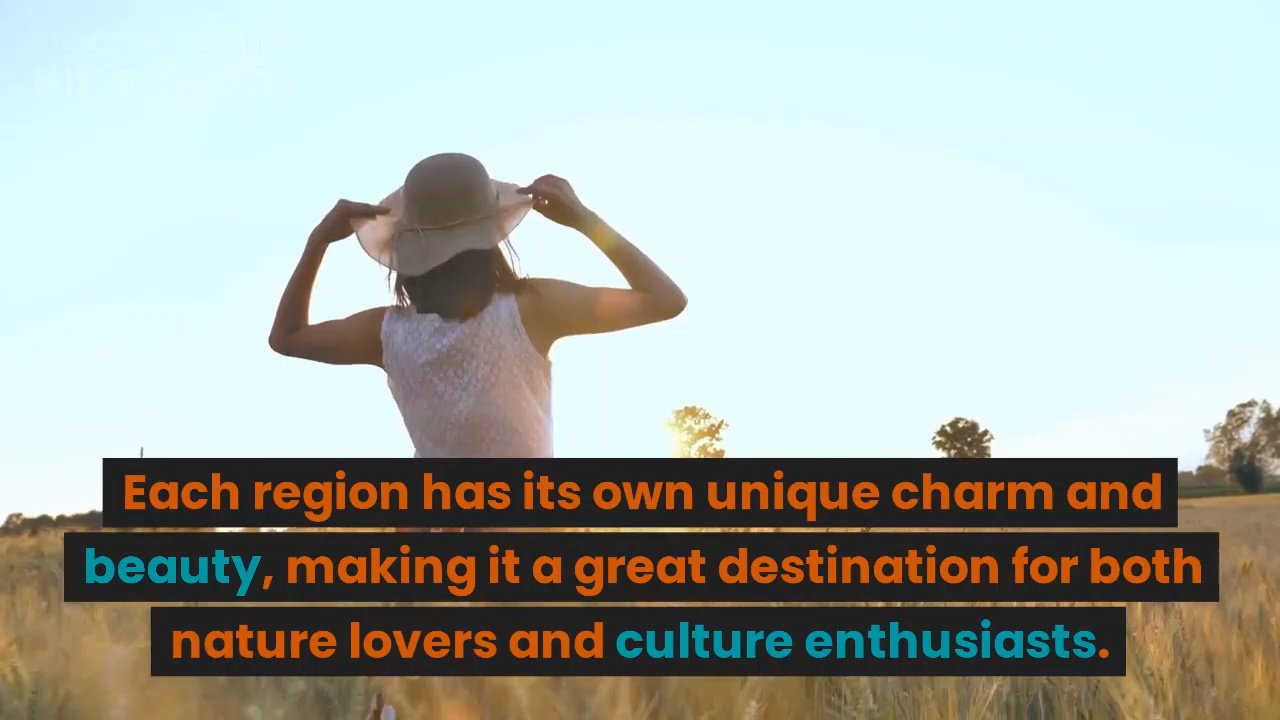 Each region has its own unique charm and
beauty, making it a great destination for both
nature lovers and culture enthusiasts.